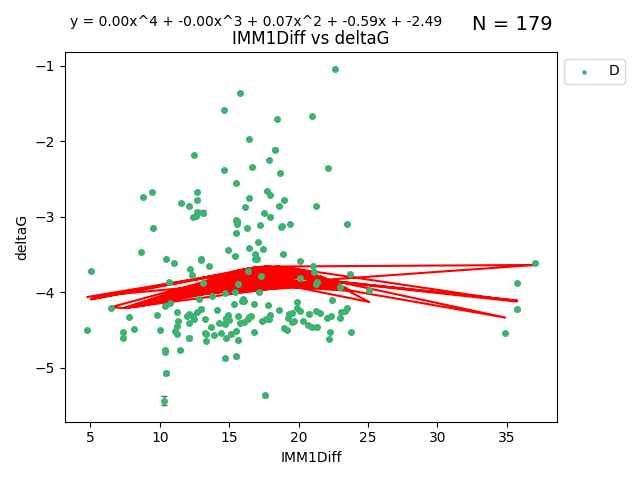 y = 0.00x^4 + -0.00x^3 + 0.07x^2 + -0.59x + -2.49
N = 179
IMM1Diff vs deltaG
D
−1
−2
−3
−4
−5
deltaG
5 10 15 20 25 30 35
IMM1Diff